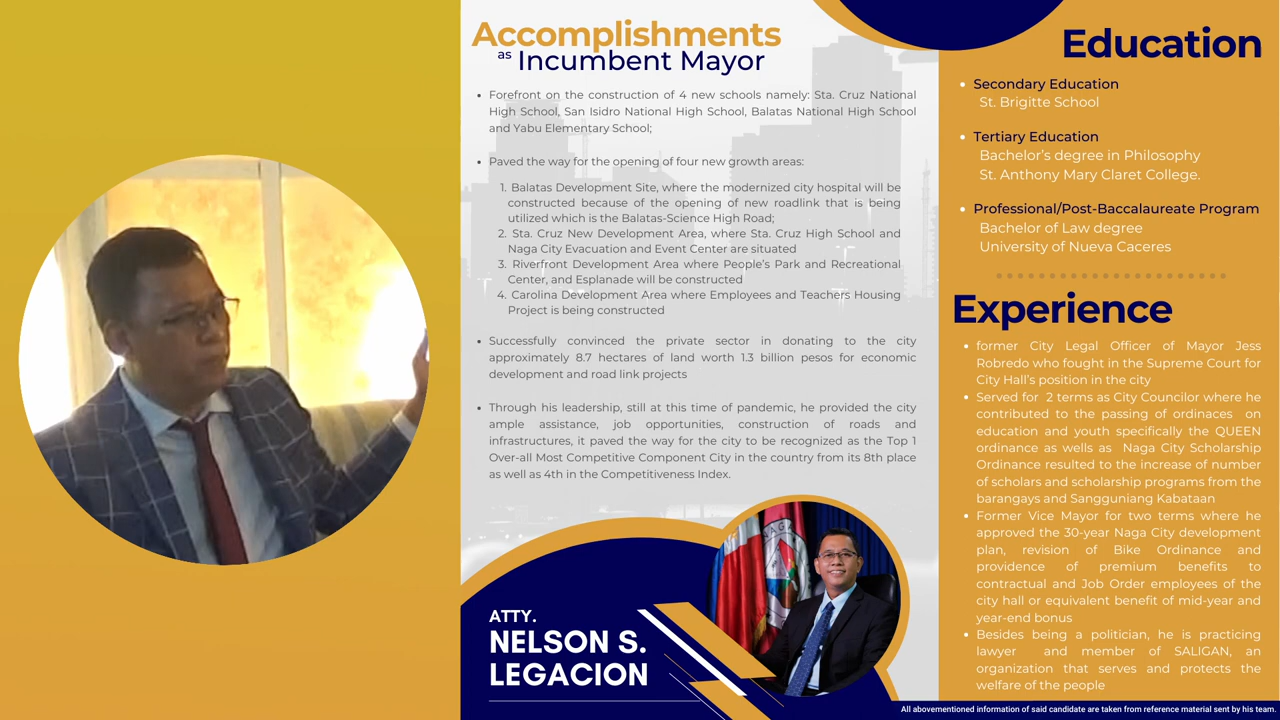 Accomplishments
as Incumbent Mayor
• Forefront on the construction of 4 new schools namely: Sta. Cruz National
High School, San Isidro National High School, Balatas National High School
and Yabu Elementary School;
• Paved the way for the opening of four new growth areas:
1. Balatas Development Site, where the modernized city hospital will be
constructed because of the opening of new roadlink that is being
utilized which is the Balatas-Science High Road;
2. Sta. Cruz New Development Area, where Sta. Cruz High School and
Naga City Evacuation and Event Center are situated
3. Riverfront Development Area where People's Park and Recreational
Center, and Esplanade will be constructed
4. Carolina Development Area where Employees and Teachers Housing
Project is being constructed
• Successfully convinced the private sector in donating to the city
approximately 8.7 hectares of land worth 1.3 billion pesos for economic
development and road link projects
• Through his leadership, still at this time of pandemic, he provided the city
ample assistance, job opportunities, construction of roads and
infrastructures, it paved the way for the city to be recognized as the Top 1
Over-all Most Competitive Component City in the country from its 8th place
as well as 4th in the Competitiveness Index.
ATTY.
NELSON S.
LEGACION
Education
• Secondary Education
St. Brigitte School
• Tertiary Education
Bachelor's degree in Philosophy
St. Anthony Mary Claret College.
• Professional/Post-Baccalaureate Program
Bachelor of Law degree
University of Nueva Caceres
Experience
• former City Legal Officer of Mayor Jess
Robredo who fought in the Supreme Court for
City Hall's position in the city
• Served for 2 terms as City Councilor where he
contributed to the passing of ordinaces on
education and youth specifically the QUEEN
ordinance as wells as Naga City Scholarship
Ordinance resulted to the increase of number
of scholars and scholarship programs from the
barangays and Sangguniang Kabataan
• Former Vice Mayor for two terms where he
approved the 30-year Naga City development
plan, revision of Bike Ordinance and
providence of premium benefits to
contractual and Job Order employees of the
city hall or equivalent benefit of mid-year and
year-end bonus
• Besides being a politician, he is practicing
lawyer and member of SALIGAN, an
organization that serves and protects the
welfare of the people
All abovementioned information of said candidate are taken from reference material sent by his team.